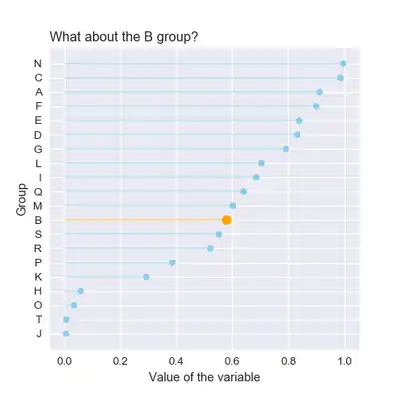 What about the B group?
N
C
A
F
E
D
G
L
I
Q
M
B
S
R
P
K
H
O
T
J
Group
0.0 0.2 0.4 0.6 0.8 1.0
Value of the variable